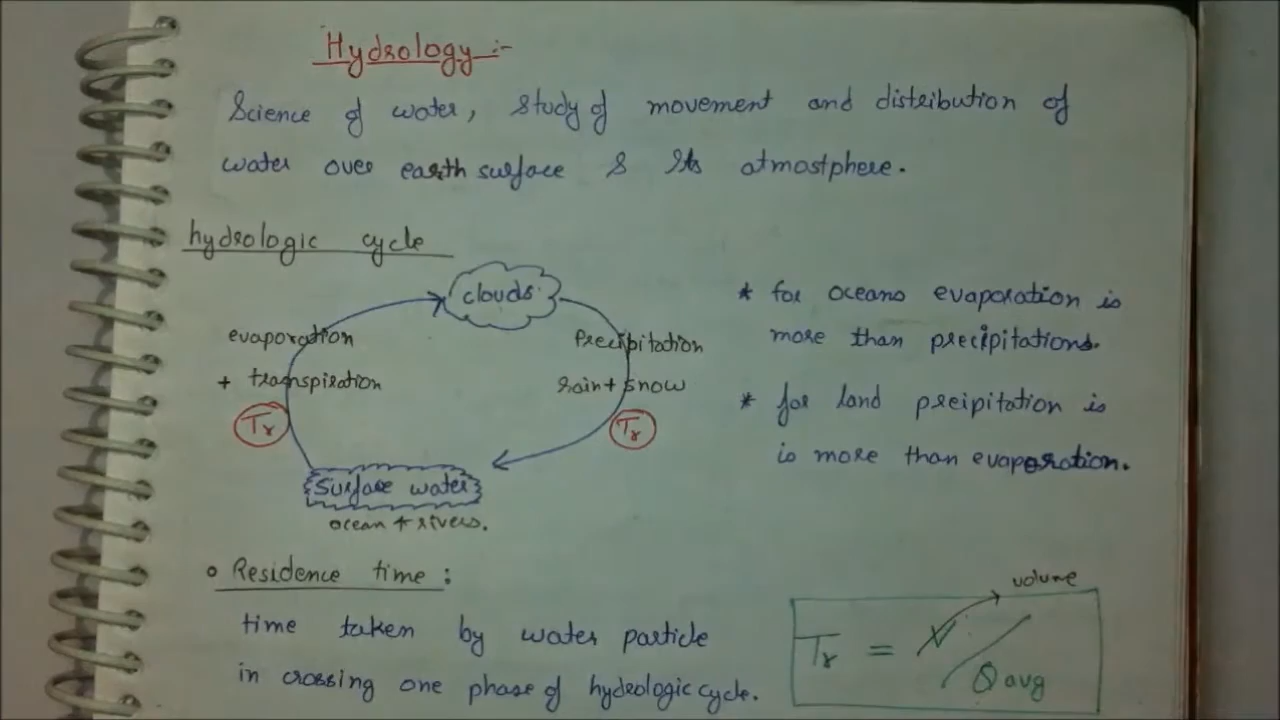 Hydrology :-
Science of water, study of movement and distribution of
water over earth surface & its atmostphere.
hydrologic cycle
clouds
evaporation
+ transpiration
Tr
Precipitation
rain + snow
Tr
Surface water
ocean + rivers.
* for oceans evaporation is
more than precipitations.
* for land preipitation is
is more than evaporation.
o Residence time :
time taken by water particle
in crossing one phase of hydrologic cycle.
volume
Tr = V / Q avg